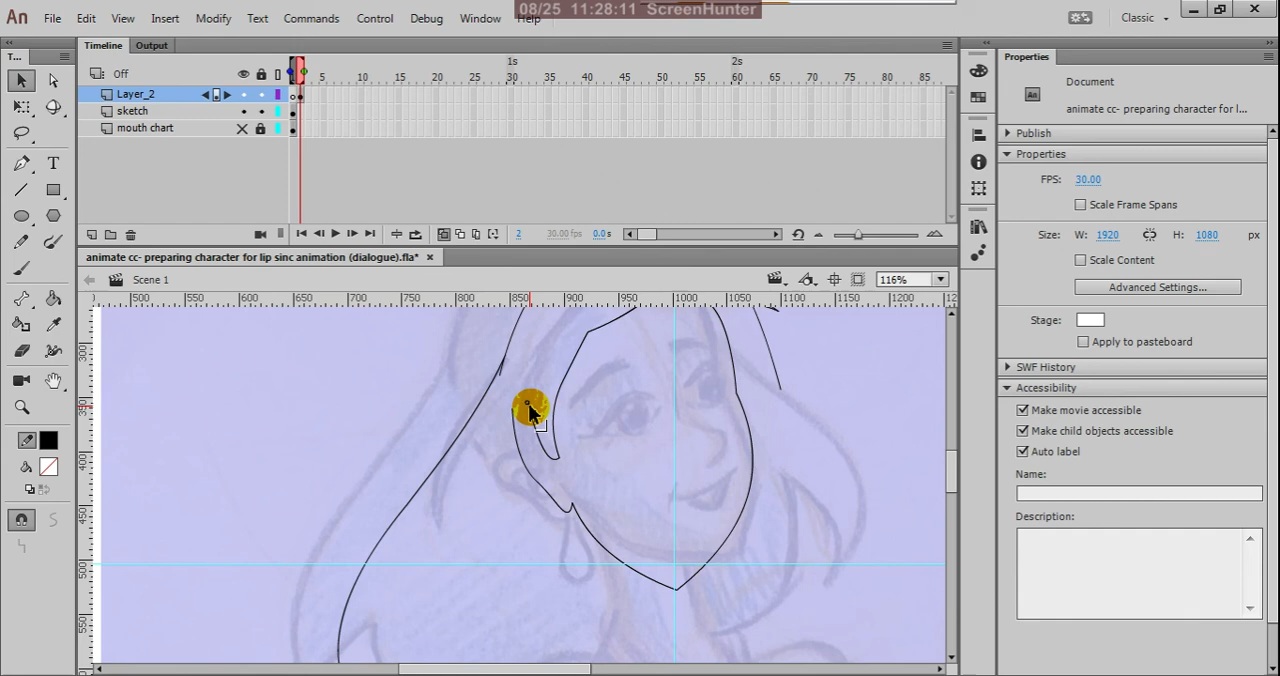 08/25 11:28:11 ScreenHunter
An File Edit View Insert Modify Text Commands Control Debug Window Help Classic
T... Timeline Output Properties
Off 1s 2s
5 10 15 20 25 30 35 40 45 50 55 60 65 70 75 80 85
Layer_2
sketch
mouth chart
Document
animate cc- preparing character for l...
Publish
Properties
FPS: 30.00
Scale Frame Spans
Size: W: 1920 H: 1080 px
Scale Content
Advanced Settings...
Stage:
Apply to pasteboard
SWF History
Accessibility
Make movie accessible
Make child objects accessible
Auto label
Name:
Description:
2 30.00 fps 0.0 s
animate cc- preparing character for lip sinc animation (dialogue).fla*
Scene 1 116%
500 550 600 650 700 750 800 850 900 950 1000 1050 1100 1150 1200
300
350
400
450
500
550
T